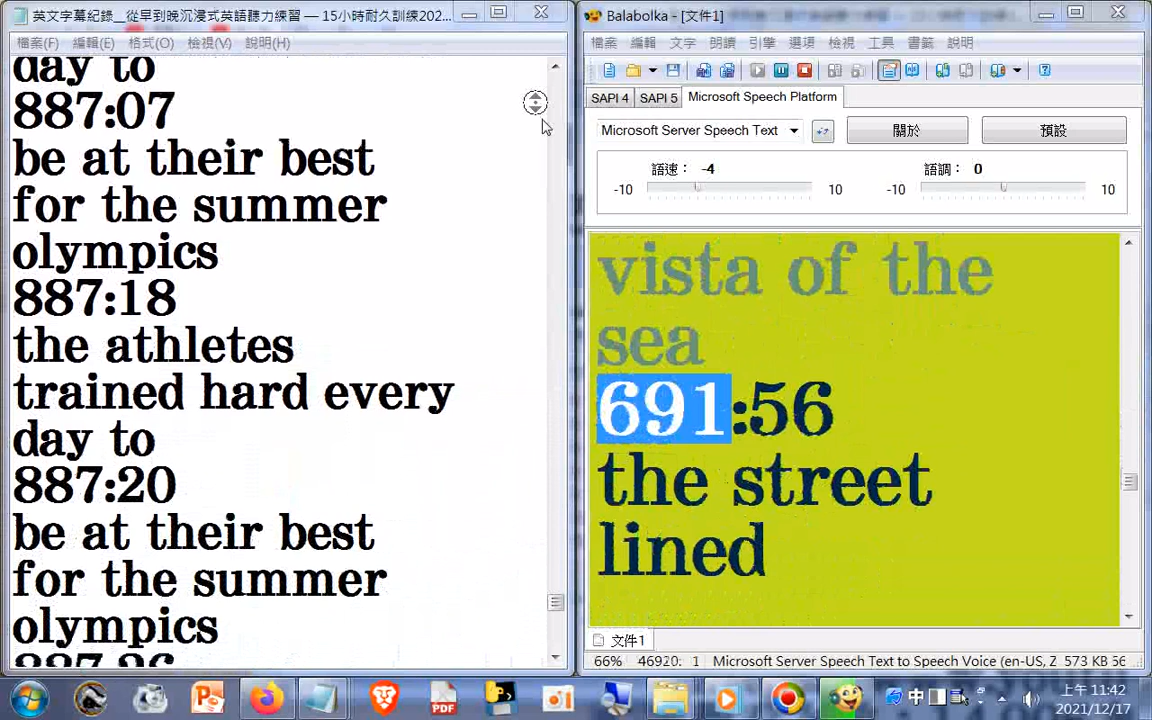 英文字幕紀錄__從早到晚沉浸式英語聽力練習 — 15小時耐久訓練202...
檔案(F) 編輯(E) 格式(O) 檢視(V) 說明(H)
day to
887:07
be at their best
for the summer
olympics
887:18
the athletes
trained hard every
day to
887:20
be at their best
for the summer
olympics
887:26
Balabolka - [文件1]
檔案 編輯 文字 朗讀 引擎 選項 檢視 工具 書籤 說明
SAPI 4 SAPI 5 Microsoft Speech Platform
Microsoft Server Speech Text 關於 預設
語速： -4 語調： 0
-10 10 -10 10
vista of the
sea
691:56
the street
lined
文件1
66% 46920: 1 Microsoft Server Speech Text to Speech Voice (en-US, Z 573 KB 56
中 上午 11:42
2021/12/17